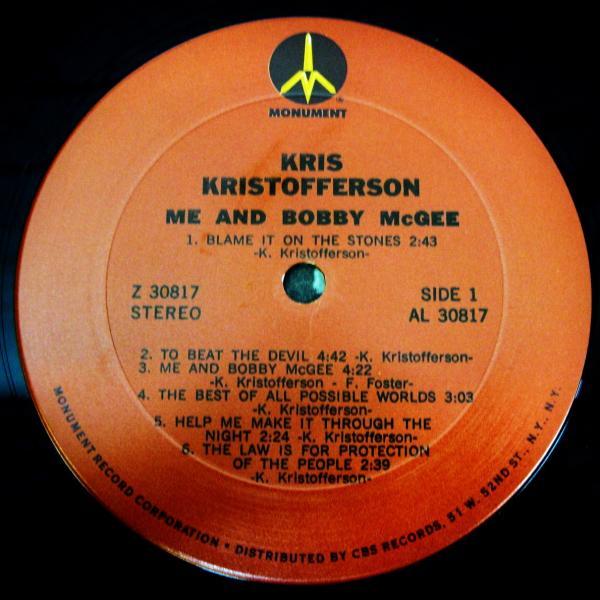 MONUMENT
KRIS
KRISTOFFERSON
ME AND BOBBY McGEE
1. BLAME IT ON THE STONES 2:43
-K. Kristofferson-
Z 30817
STEREO
SIDE 1
AL 30817
2. TO BEAT THE DEVIL 4:42 -K. Kristofferson-
3. ME AND BOBBY McGEE 4:22
-K. Kristofferson - F. Foster-
4. THE BEST OF ALL POSSIBLE WORLDS 3:03
-K. Kristofferson-
5. HELP ME MAKE IT THROUGH THE
NIGHT 2:24 -K. Kristofferson-
6. THE LAW IS FOR PROTECTION
OF THE PEOPLE 2:39
-K. Kristofferson-
MONUMENT RECORD CORPORATION • DISTRIBUTED BY CBS RECORDS, 51 W. 52ND ST., N.Y., N.Y.